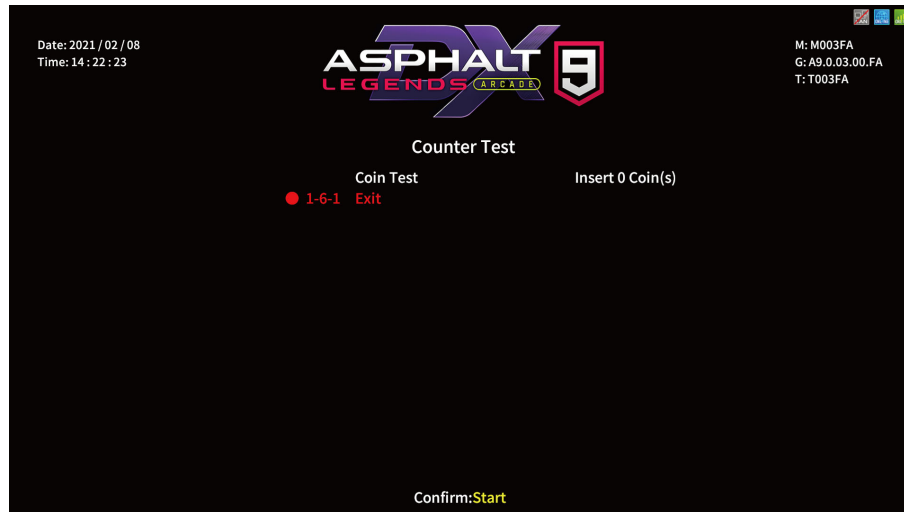 Date: 2021 / 02 / 08
Time: 14 : 22 : 23
ASPHALT 9
LEGENDS ARCADE
DX
M: M003FA
G: A9.0.03.00.FA
T: T003FA
Counter Test
Coin Test Insert 0 Coin(s)
1-6-1 Exit
Confirm:Start